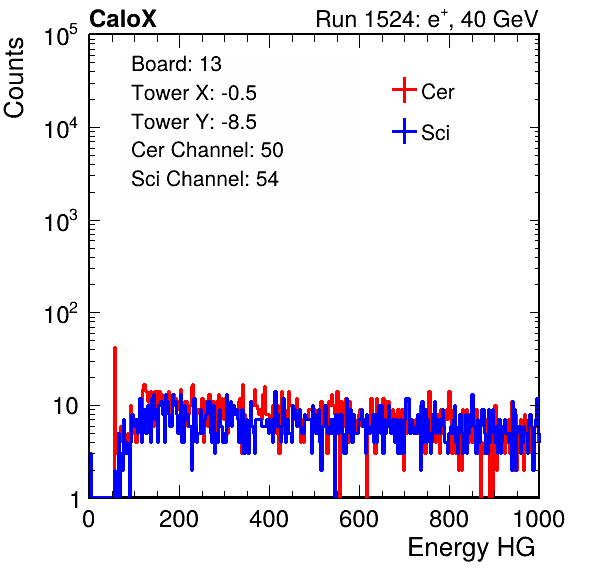 CaloX
Run 1524: e+, 40 GeV
Counts
Board: 13
Tower X: -0.5
Tower Y: -8.5
Cer Channel: 50
Sci Channel: 54
Cer
Sci
10^5
10^4
10^3
10^2
10
1
0 200 400 600 800 1000
Energy HG